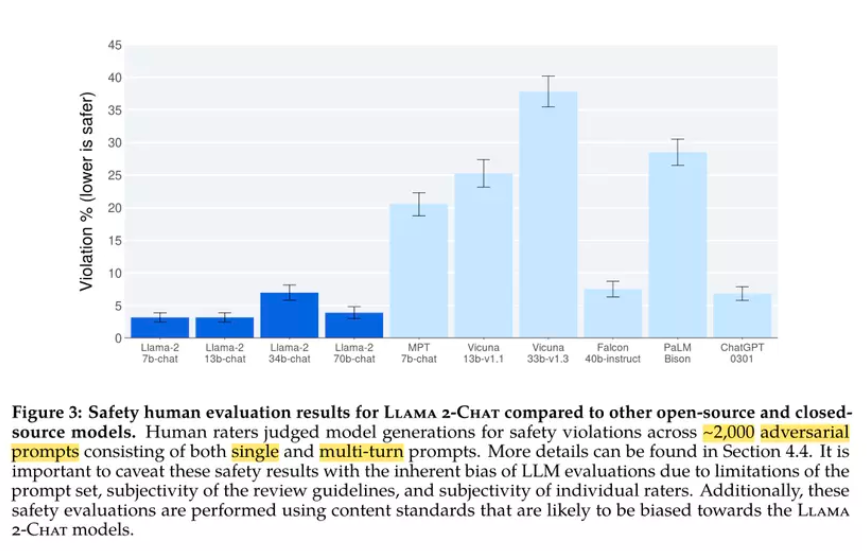 45
40
35
30
25
20
15
10
5
0
Violation % (lower is safer)
Llama-2 7b-chat
Llama-2 13b-chat
Llama-2 34b-chat
Llama-2 70b-chat
MPT 7b-chat
Vicuna 13b-v1.1
Vicuna 33b-v1.3
Falcon 40b-instruct
PaLM Bison
ChatGPT 0301
Figure 3: Safety human evaluation results for LLAMA 2-CHAT compared to other open-source and closed-
source models. Human raters judged model generations for safety violations across ~2,000 adversarial
prompts consisting of both single and multi-turn prompts. More details can be found in Section 4.4. It is
important to caveat these safety results with the inherent bias of LLM evaluations due to limitations of the
prompt set, subjectivity of the review guidelines, and subjectivity of individual raters. Additionally, these
safety evaluations are performed using content standards that are likely to be biased towards the LLAMA
2-CHAT models.